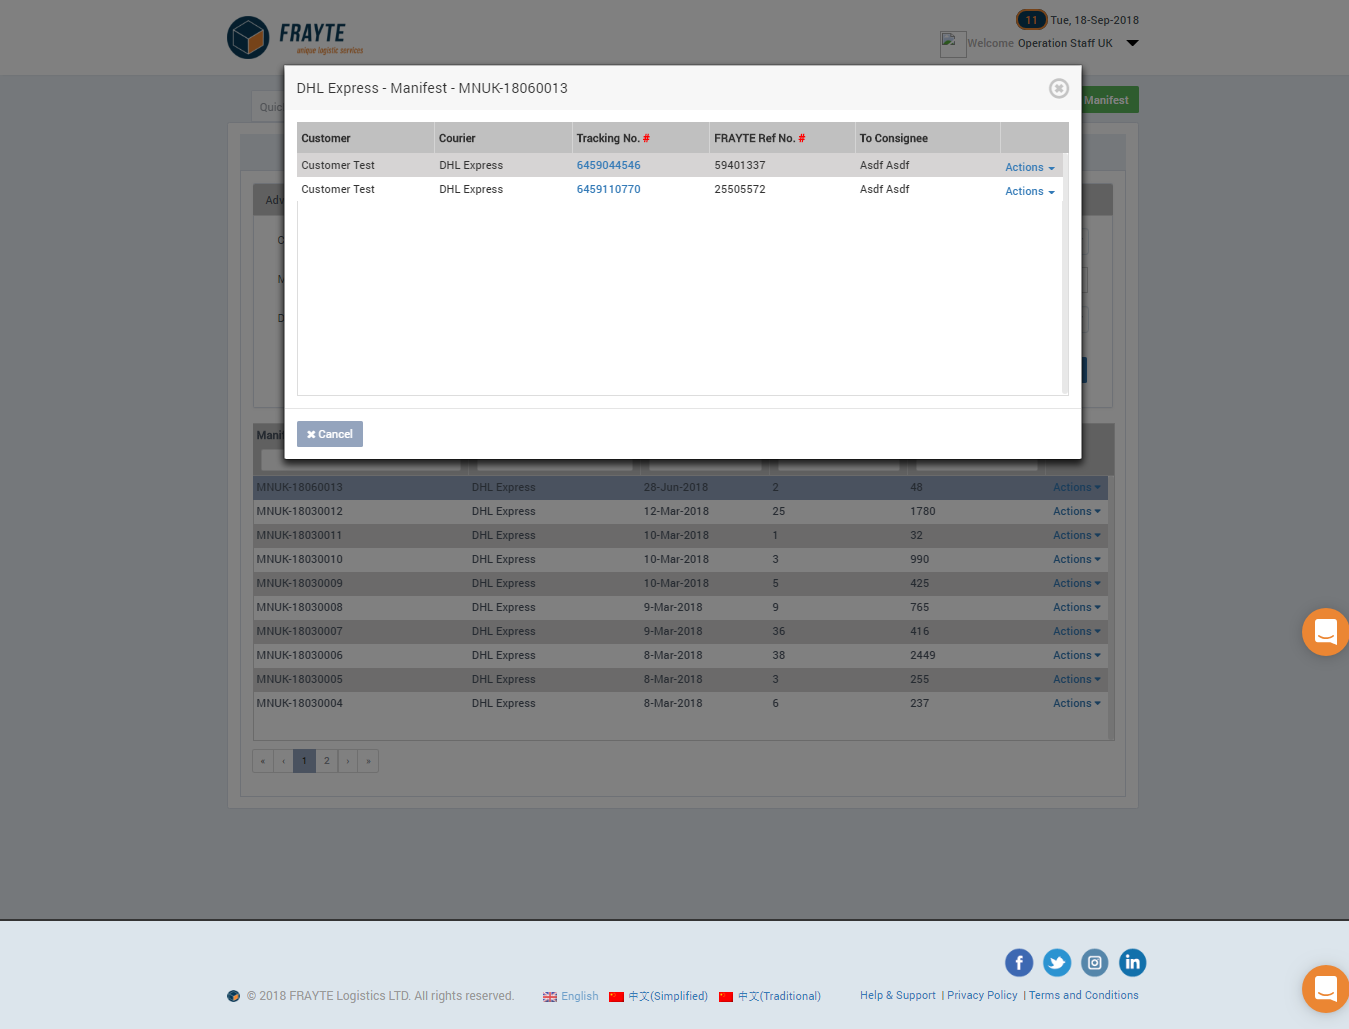 FRAYTE
unique logistic services
11 Tue, 18-Sep-2018
Welcome Operation Staff UK
DHL Express - Manifest - MNUK-18060013
Quic
Manifest
Customer Courier Tracking No. # FRAYTE Ref No. # To Consignee
Customer Test DHL Express 6459044546 59401337 Asdf Asdf Actions
Customer Test DHL Express 6459110770 25505572 Asdf Asdf Actions
Adv
Cancel
Manif
MNUK-18060013 DHL Express 28-Jun-2018 2 48 Actions
MNUK-18030012 DHL Express 12-Mar-2018 25 1780 Actions
MNUK-18030011 DHL Express 10-Mar-2018 1 32 Actions
MNUK-18030010 DHL Express 10-Mar-2018 3 990 Actions
MNUK-18030009 DHL Express 10-Mar-2018 5 425 Actions
MNUK-18030008 DHL Express 9-Mar-2018 9 765 Actions
MNUK-18030007 DHL Express 9-Mar-2018 36 416 Actions
MNUK-18030006 DHL Express 8-Mar-2018 38 2449 Actions
MNUK-18030005 DHL Express 8-Mar-2018 3 255 Actions
MNUK-18030004 DHL Express 8-Mar-2018 6 237 Actions
« ‹ 1 2 › »
© 2018 FRAYTE Logistics LTD. All rights reserved. English 中文(Simplified) 中文(Traditional) Help & Support | Privacy Policy | Terms and Conditions